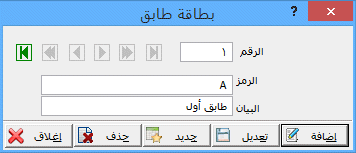 بطاقة طابق
الرقم ١
الرمز A
البيان طابق أول
إضافة تعديل جديد حذف إغلاق